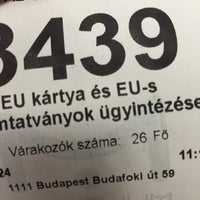 3439
EU kártya és EU-s
ntatványok ügyintézése
Várakozók száma: 26 Fő
24 11:
1111 Budapest Budafoki út 59